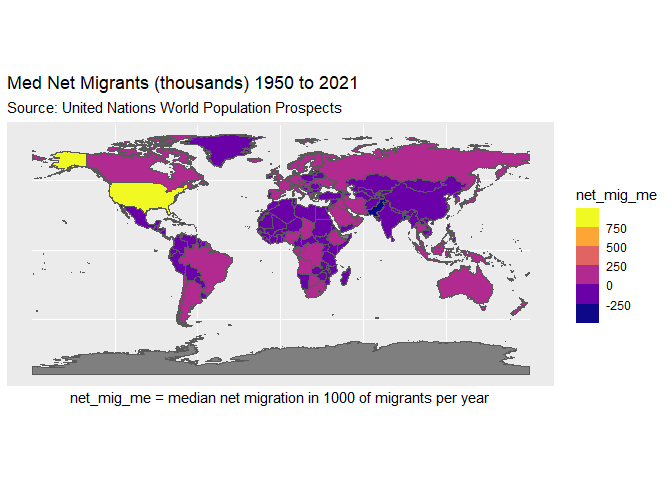 Med Net Migrants (thousands) 1950 to 2021
Source: United Nations World Population Prospects
net_mig_me
750
500
250
0
-250
net_mig_me = median net migration in 1000 of migrants per year